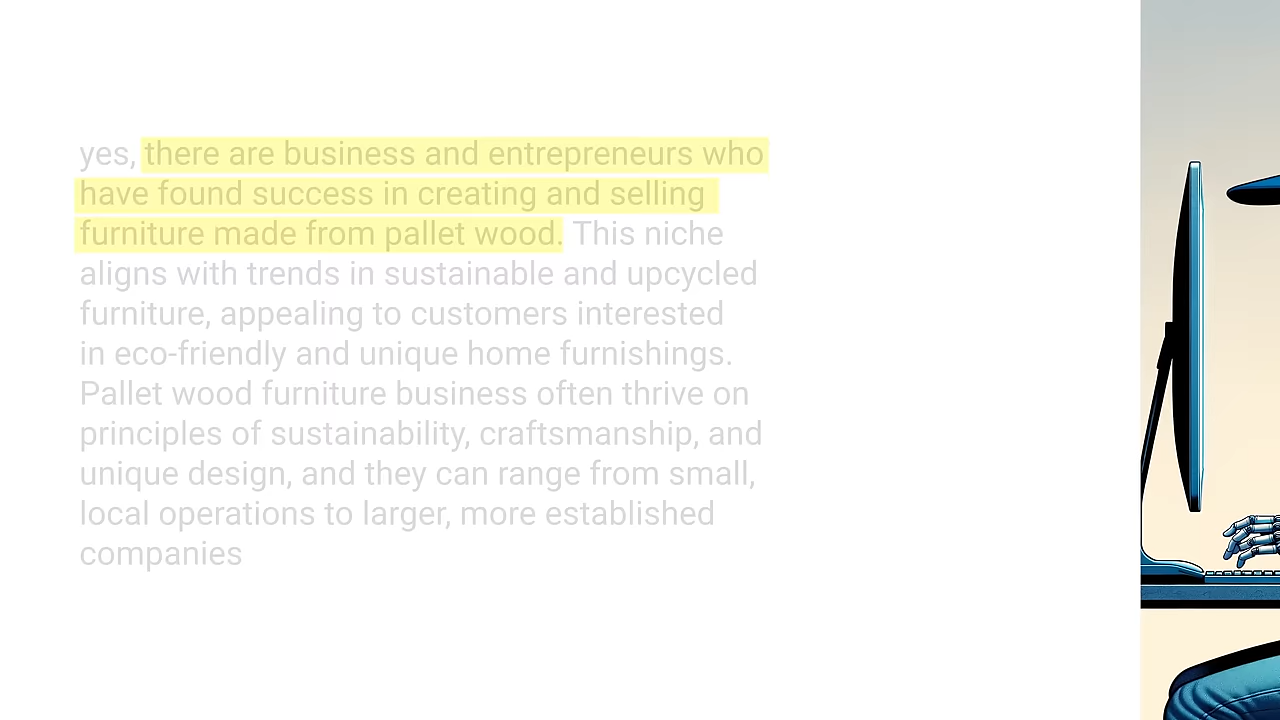 yes, there are business and entrepreneurs who
have found success in creating and selling
furniture made from pallet wood. This niche
aligns with trends in sustainable and upcycled
furniture, appealing to customers interested
in eco-friendly and unique home furnishings.
Pallet wood furniture business often thrive on
principles of sustainability, craftsmanship, and
unique design, and they can range from small,
local operations to larger, more established
companies